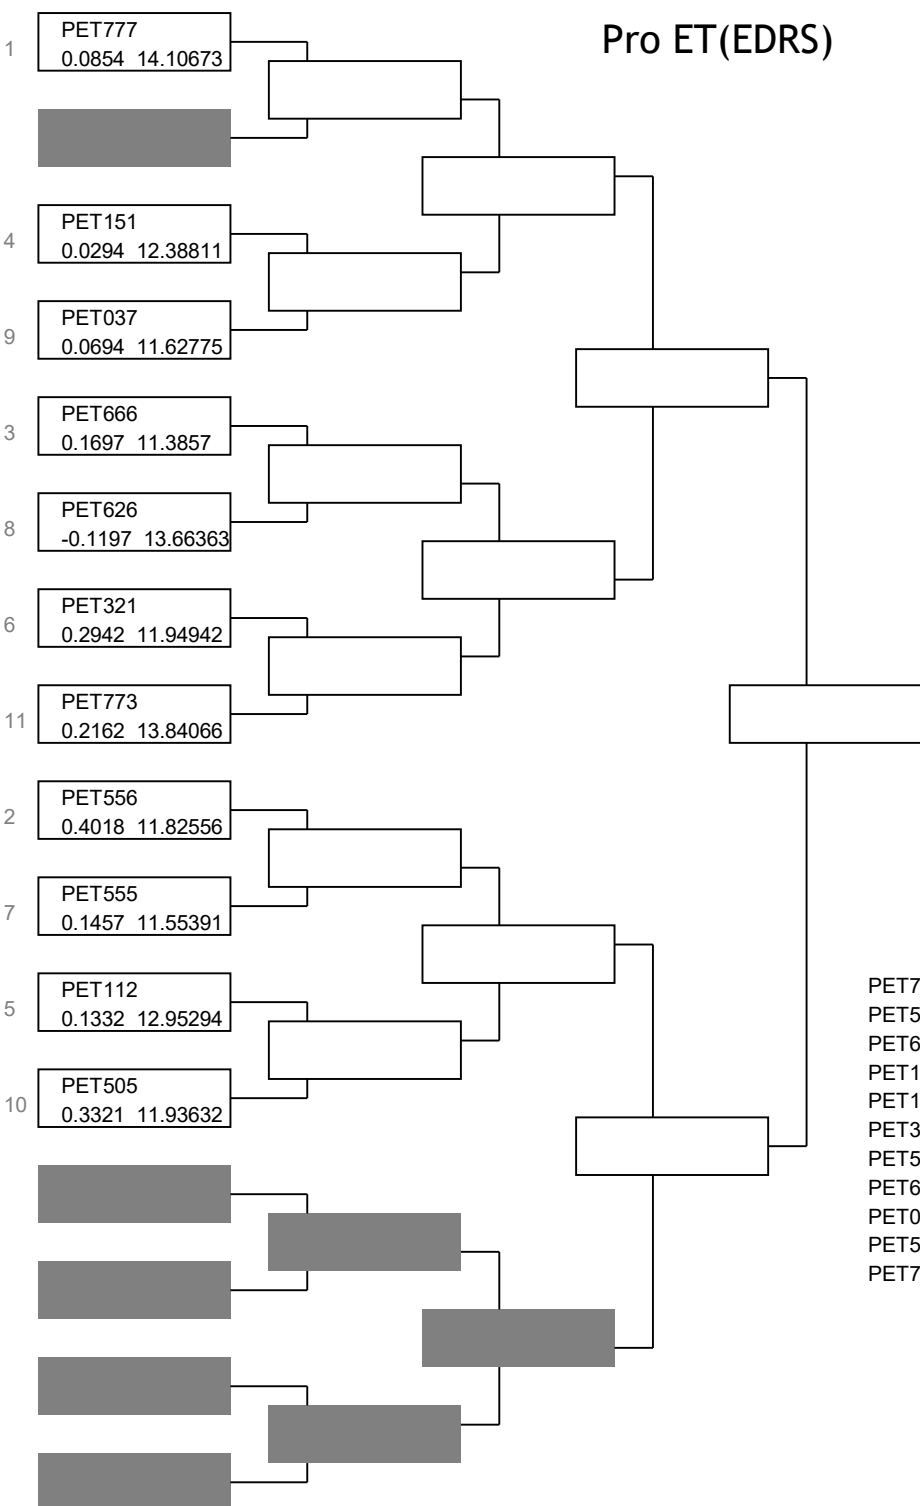 Pro ET(EDRS)
1
PET777
0.0854 14.10673
4
PET151
0.0294 12.38811
9
PET037
0.0694 11.62775
3
PET666
0.1697 11.3857
8
PET626
-0.1197 13.66363
6
PET321
0.2942 11.94942
11
PET773
0.2162 13.84066
2
PET556
0.4018 11.82556
7
PET555
0.1457 11.55391
5
PET112
0.1332 12.95294
10
PET505
0.3321 11.93632
PET7
PET5
PET6
PET1
PET1
PET3
PET5
PET6
PET0
PET5
PET7